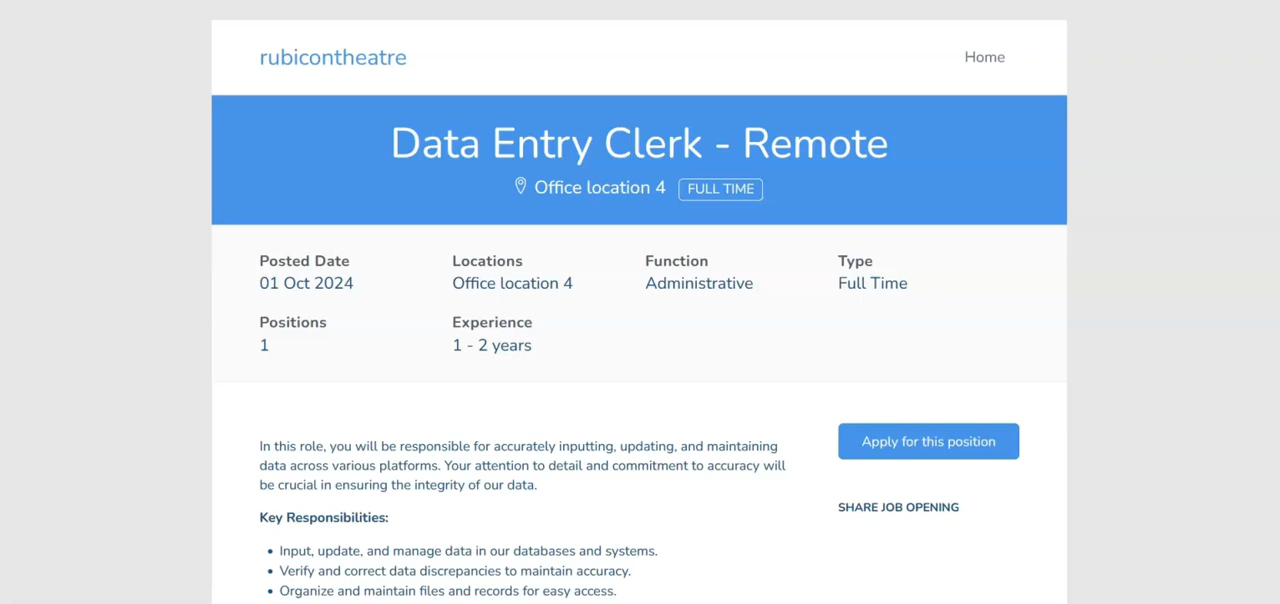 rubicontheatre
Home
Data Entry Clerk - Remote
Office location 4 FULL TIME
Posted Date
01 Oct 2024
Locations
Office location 4
Function
Administrative
Type
Full Time
Positions
1
Experience
1 - 2 years
In this role, you will be responsible for accurately inputting, updating, and maintaining
data across various platforms. Your attention to detail and commitment to accuracy will
be crucial in ensuring the integrity of our data.
Key Responsibilities:
• Input, update, and manage data in our databases and systems.
• Verify and correct data discrepancies to maintain accuracy.
• Organize and maintain files and records for easy access.
Apply for this position
SHARE JOB OPENING